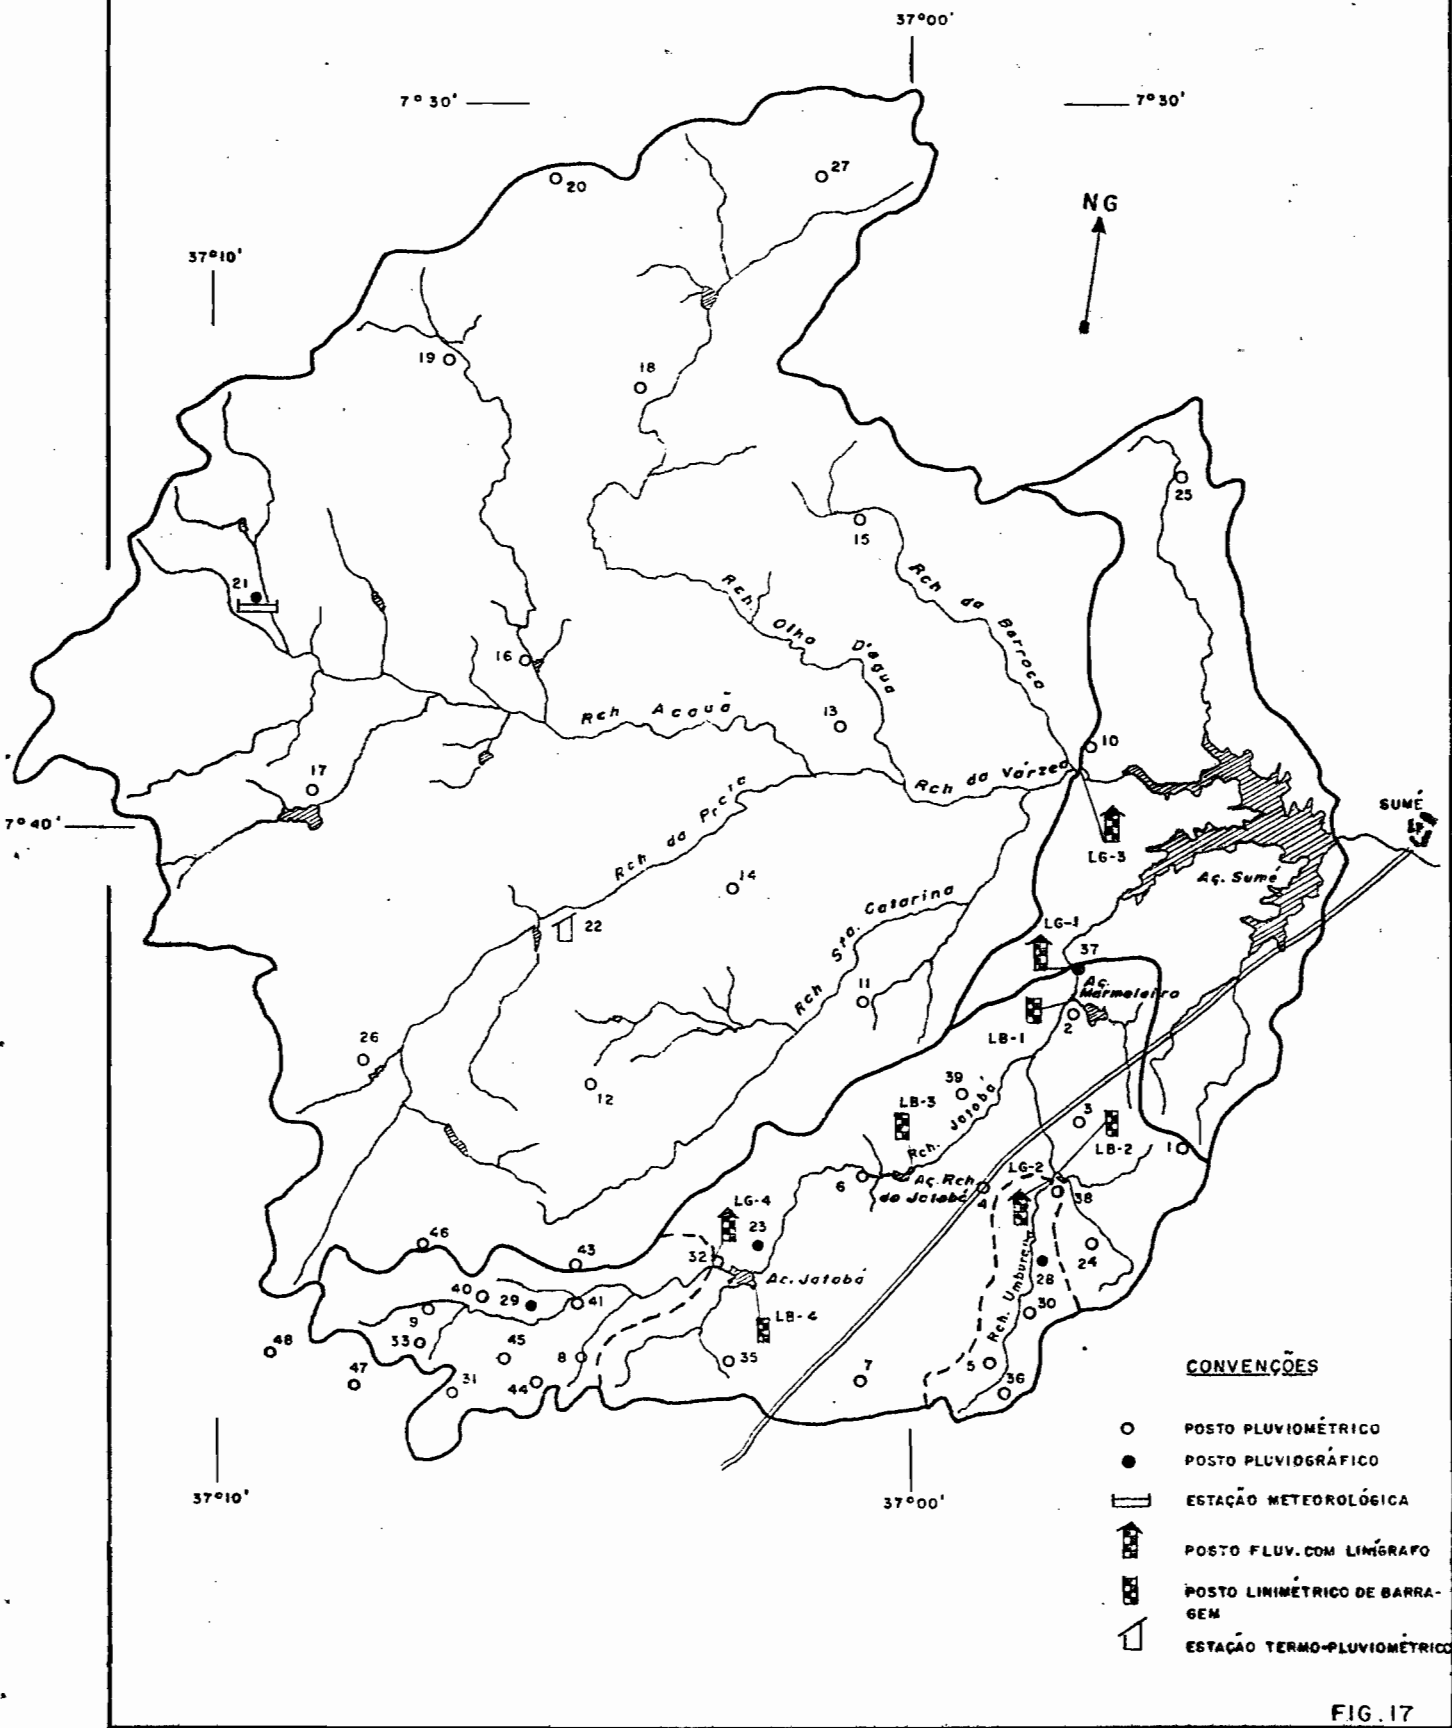 37°00'
7°30'
7°30'
27
20
NG
37°10'
19
18
25
15
21
Rch. Olho D'agua
Rch da Barroca
16
Rch Acauã
13
10
17
Rch da Várzea
SUMÉ
7°40'
Rch da Prata
LG-3
14
Aç. Sumé
Rch Sta. Catarina
22
LG-1
37
11
Aç. Marmeleiro
2
LB-1
26
39
12
LB-3
Rch. Jatobá
3
LB-2
1
LG-2
6
Aç. Rch do Jatobá
4
38
LG-4
23
46
43
32
24
Ac. Jatobá
28
40
29
41
Rch. Umburei
30
9
LB-4
33
48
45
8
35
5
47
31
44
7
36
CONVENÇÕES
POSTO PLUVIOMÉTRICO
POSTO PLUVIOGRÁFICO
37°10'
37°00'
ESTAÇÃO METEOROLÓGICA
POSTO FLUV. COM LINÍGRAFO
POSTO LINIMÉTRICO DE BARRA-
GEM
ESTAÇÃO TERMO-PLUVIOMÉTRICO
FIG. 17